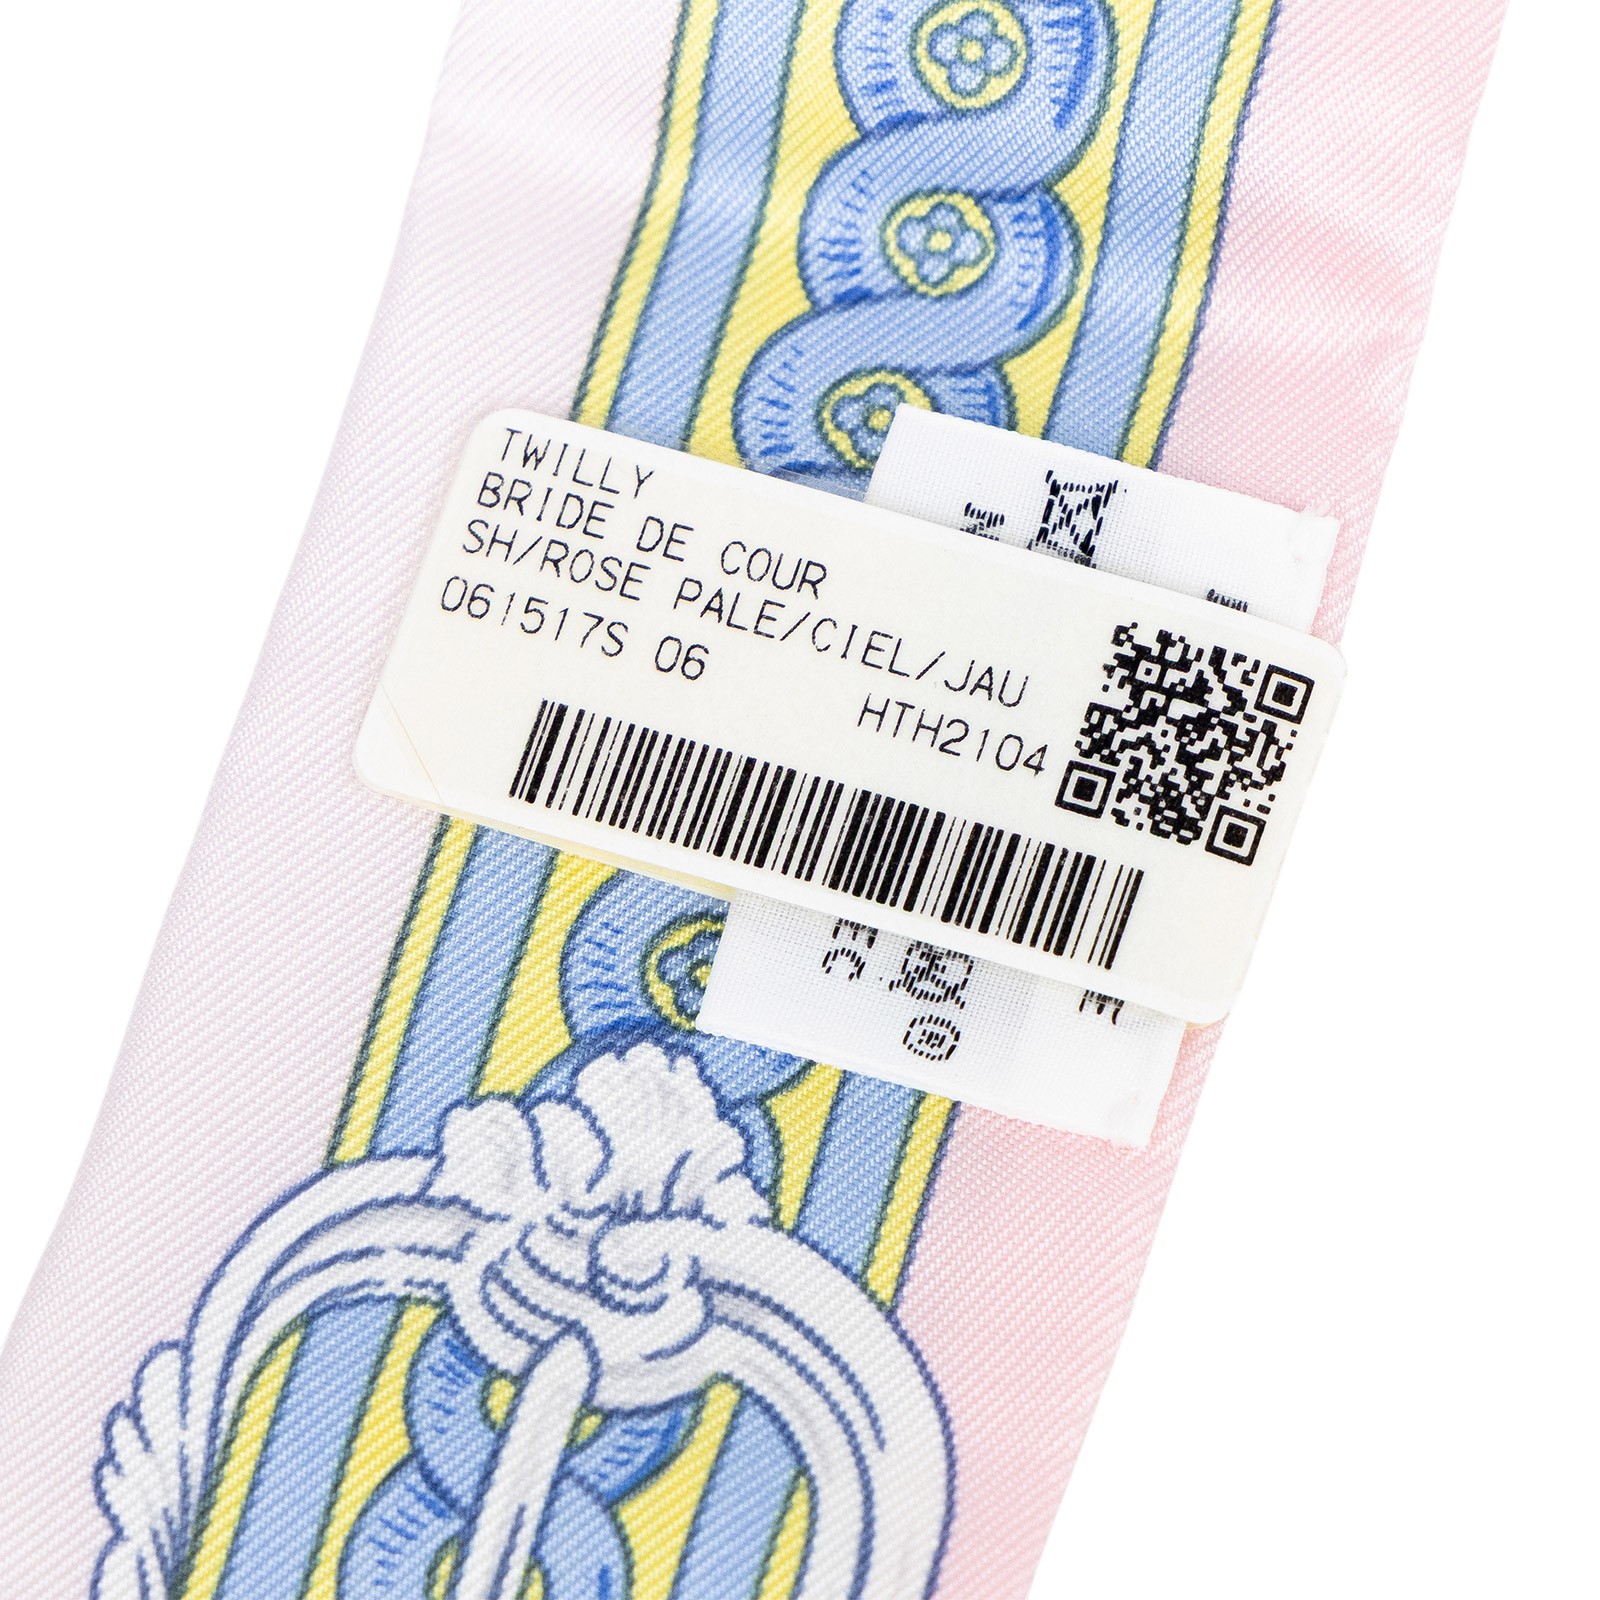 TWILLY
BRIDE DE COUR
SH/ROSE PALE/CIEL/JAU
061517S 06
HTH2104